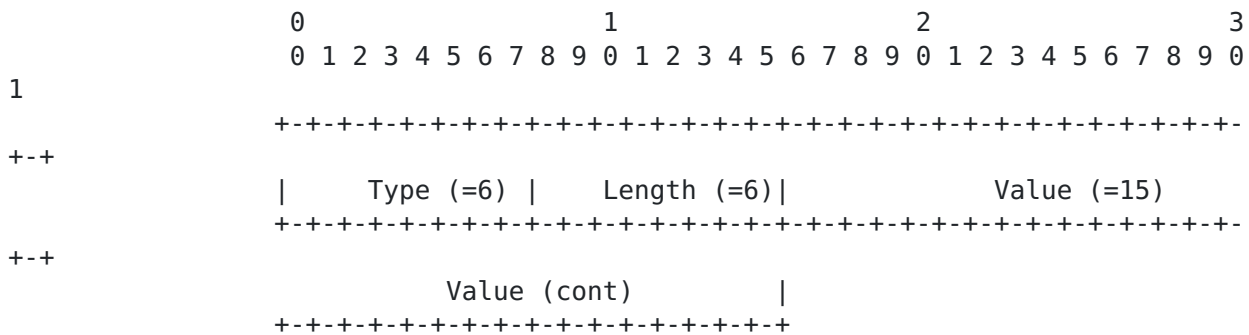 0                   1                   2                   3
0 1 2 3 4 5 6 7 8 9 0 1 2 3 4 5 6 7 8 9 0 1 2 3 4 5 6 7 8 9 0
1
+-+-+-+-+-+-+-+-+-+-+-+-+-+-+-+-+-+-+-+-+-+-+-+-+-+-+-+-+-+-+-
+-+
|     Type (=6) |    Length (=6)|             Value (=15)
+-+-+-+-+-+-+-+-+-+-+-+-+-+-+-+-+-+-+-+-+-+-+-+-+-+-+-+-+-+-+-
+-+
Value (cont)         |
+-+-+-+-+-+-+-+-+-+-+-+-+-+-+-+-+